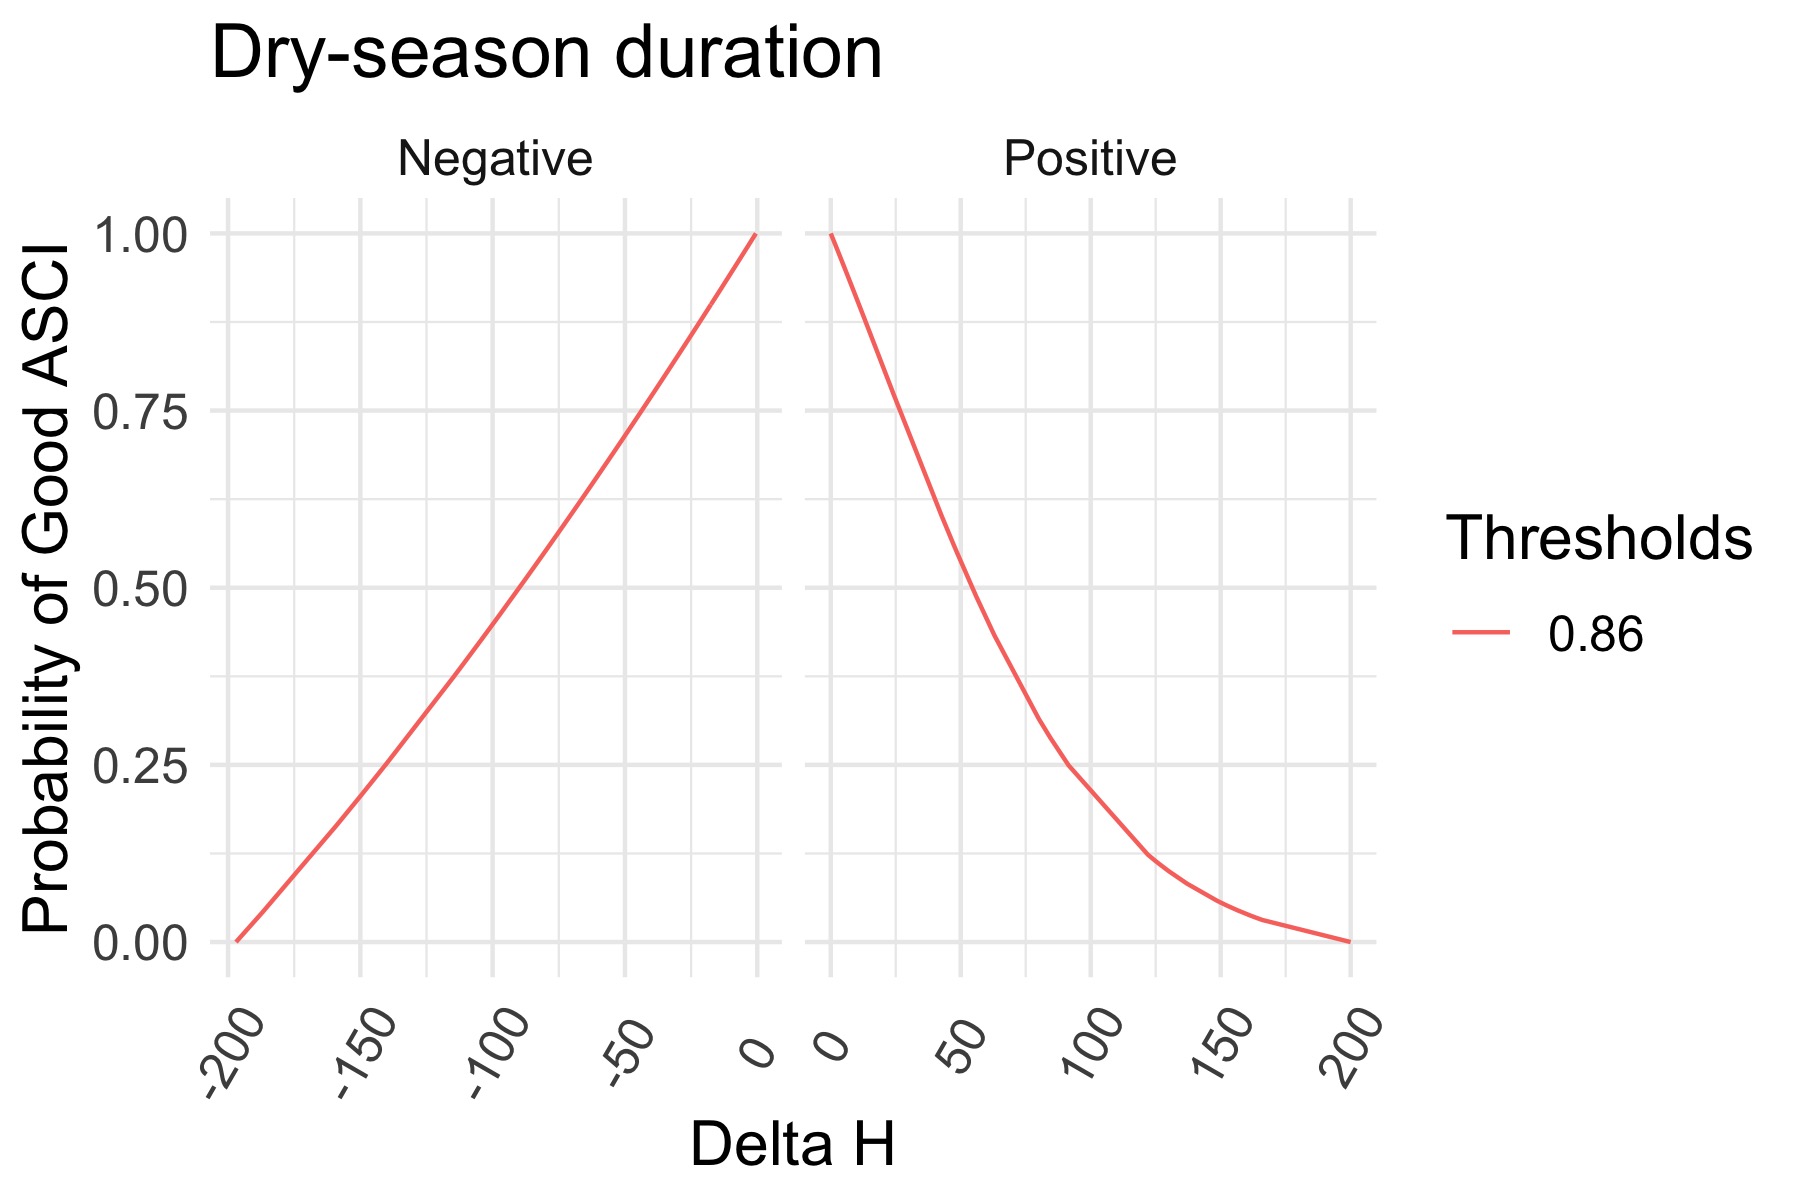 Dry-season duration
Negative
Positive
Probability of Good ASCI
1.00
0.75
0.50
0.25
0.00
-200
-150
-100
-50
0
0
50
100
150
200
Delta H
Thresholds
0.86